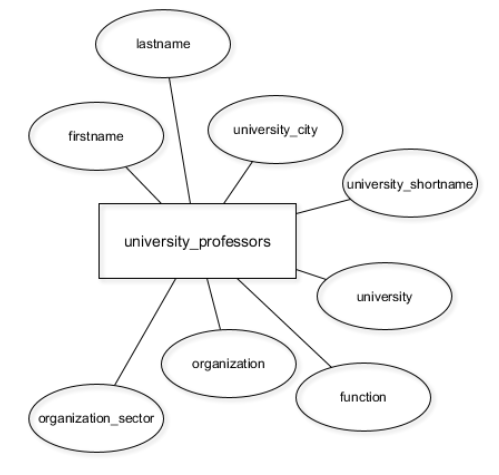 lastname
firstname
university_city
university_shortname
university_professors
university
organization
function
organization_sector